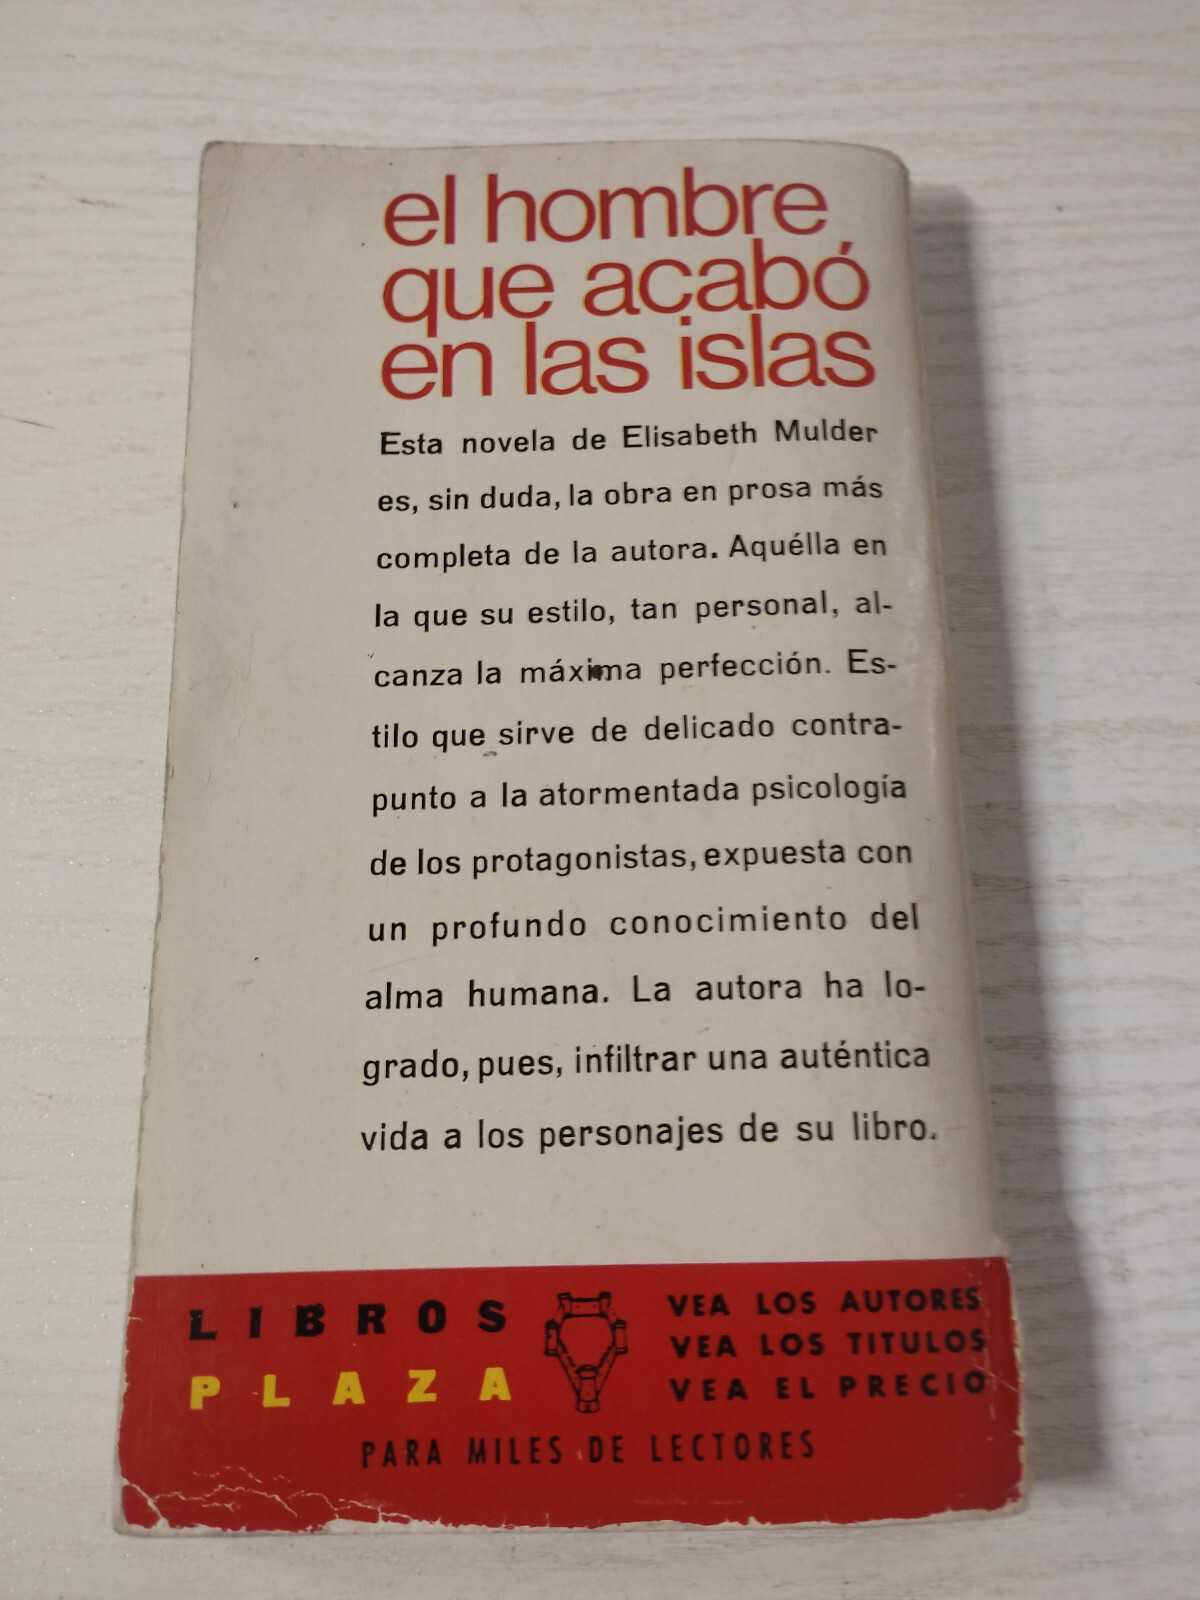 el hombre
que acabó
en las islas
Esta novela de Elisabeth Mulder
es, sin duda, la obra en prosa más
completa de la autora. Aquélla en
la que su estilo, tan personal, al-
canza la máxima perfección. Es-
tilo que sirve de delicado contra-
punto a la atormentada psicología
de los protagonistas, expuesta con
un profundo conocimiento del
alma humana. La autora ha lo-
grado, pues, infiltrar una auténtica
vida a los personajes de su libro.
LIBROS
PLAZA
VEA LOS AUTORES
VEA LOS TITULOS
VEA EL PRECIO
PARA MILES DE LECTORES